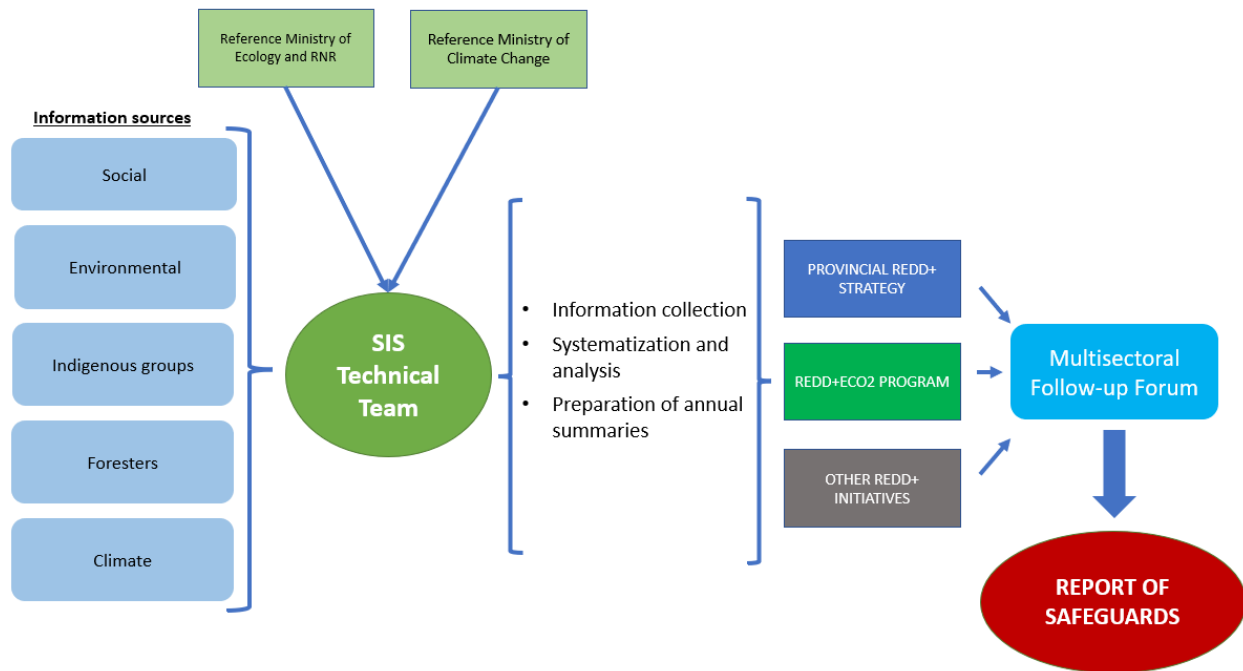 Reference Ministry of
Ecology and RNR
Reference Ministry of
Climate Change
Information sources
Social
Environmental
Indigenous groups
Foresters
Climate
SIS
Technical
Team
• Information collection
• Systematization and
analysis
• Preparation of annual
summaries
PROVINCIAL REDD+
STRATEGY
REDD+ECO2 PROGRAM
OTHER REDD+
INITIATIVES
Multisectoral
Follow-up Forum
REPORT OF
SAFEGUARDS